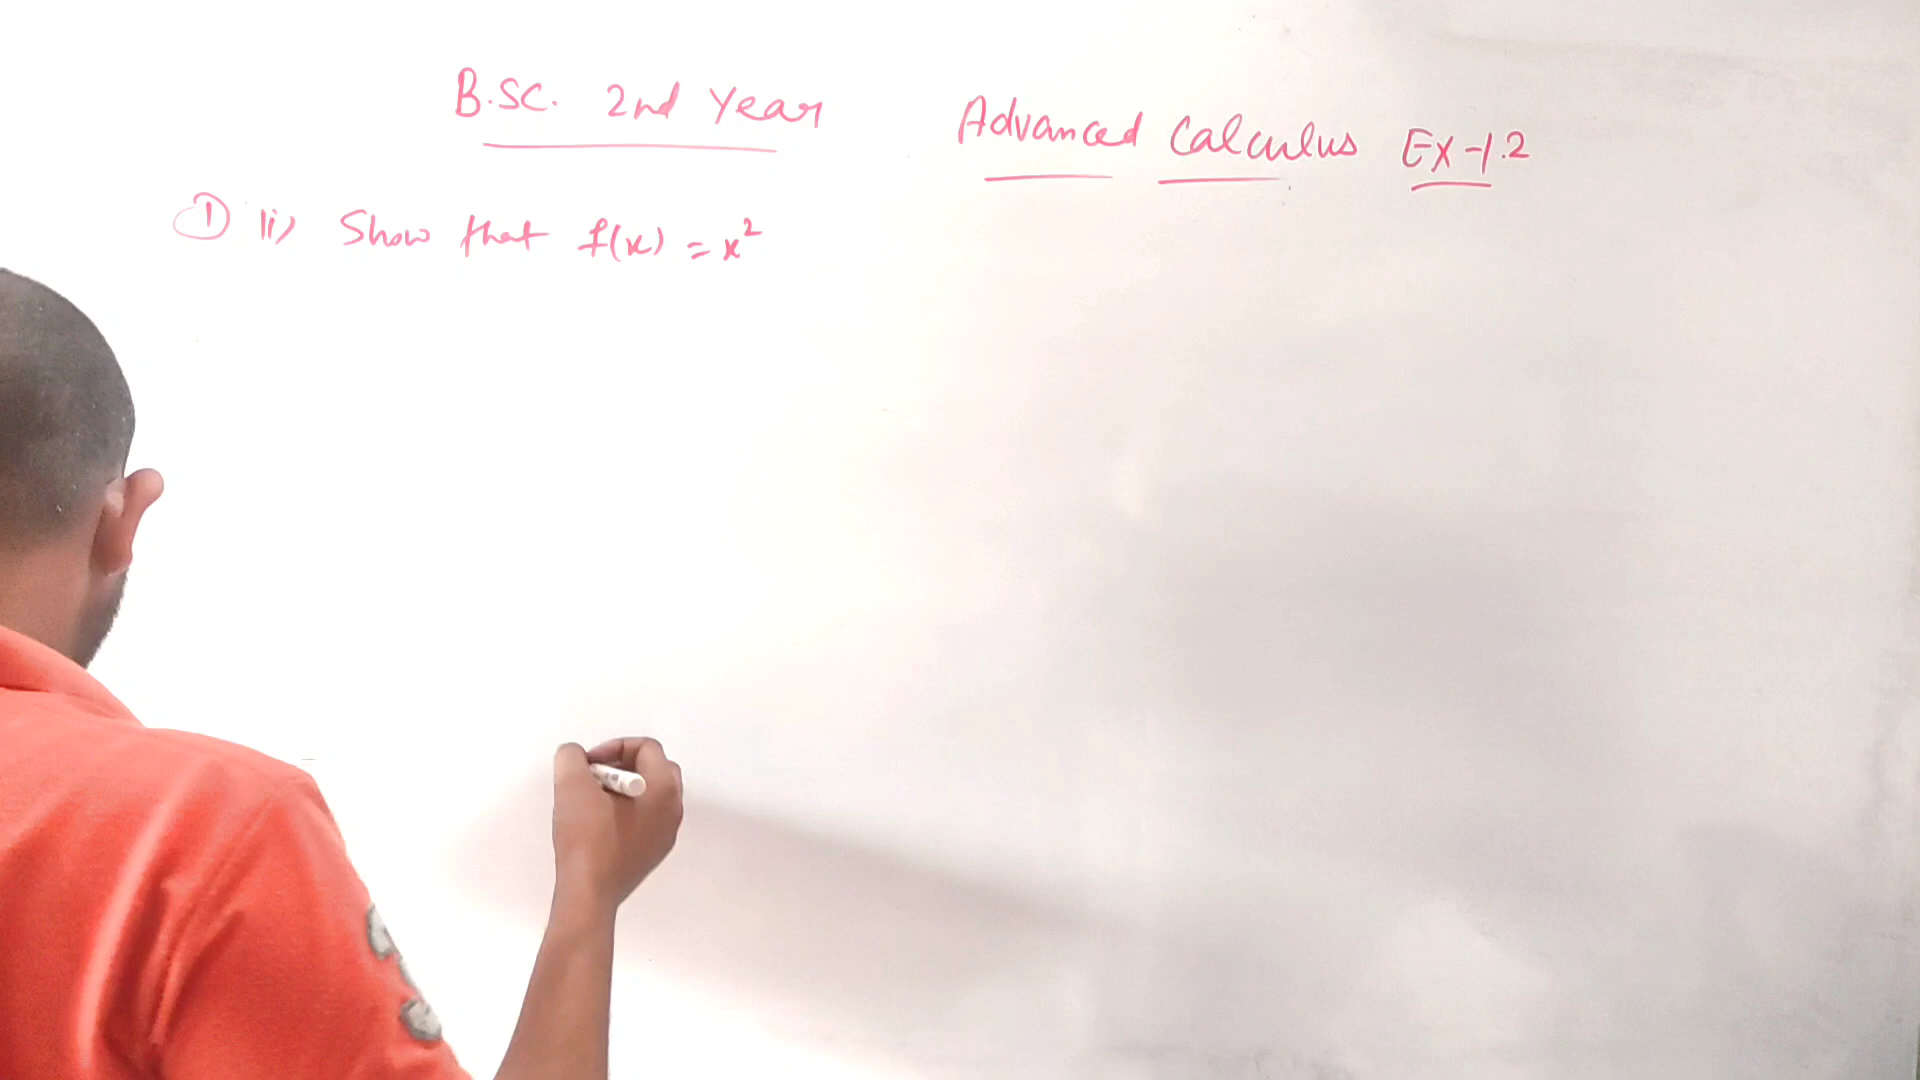 B.SC. 2nd Year
Advanced Calculus Ex-1.2
① (i) Show that f(x) = x²